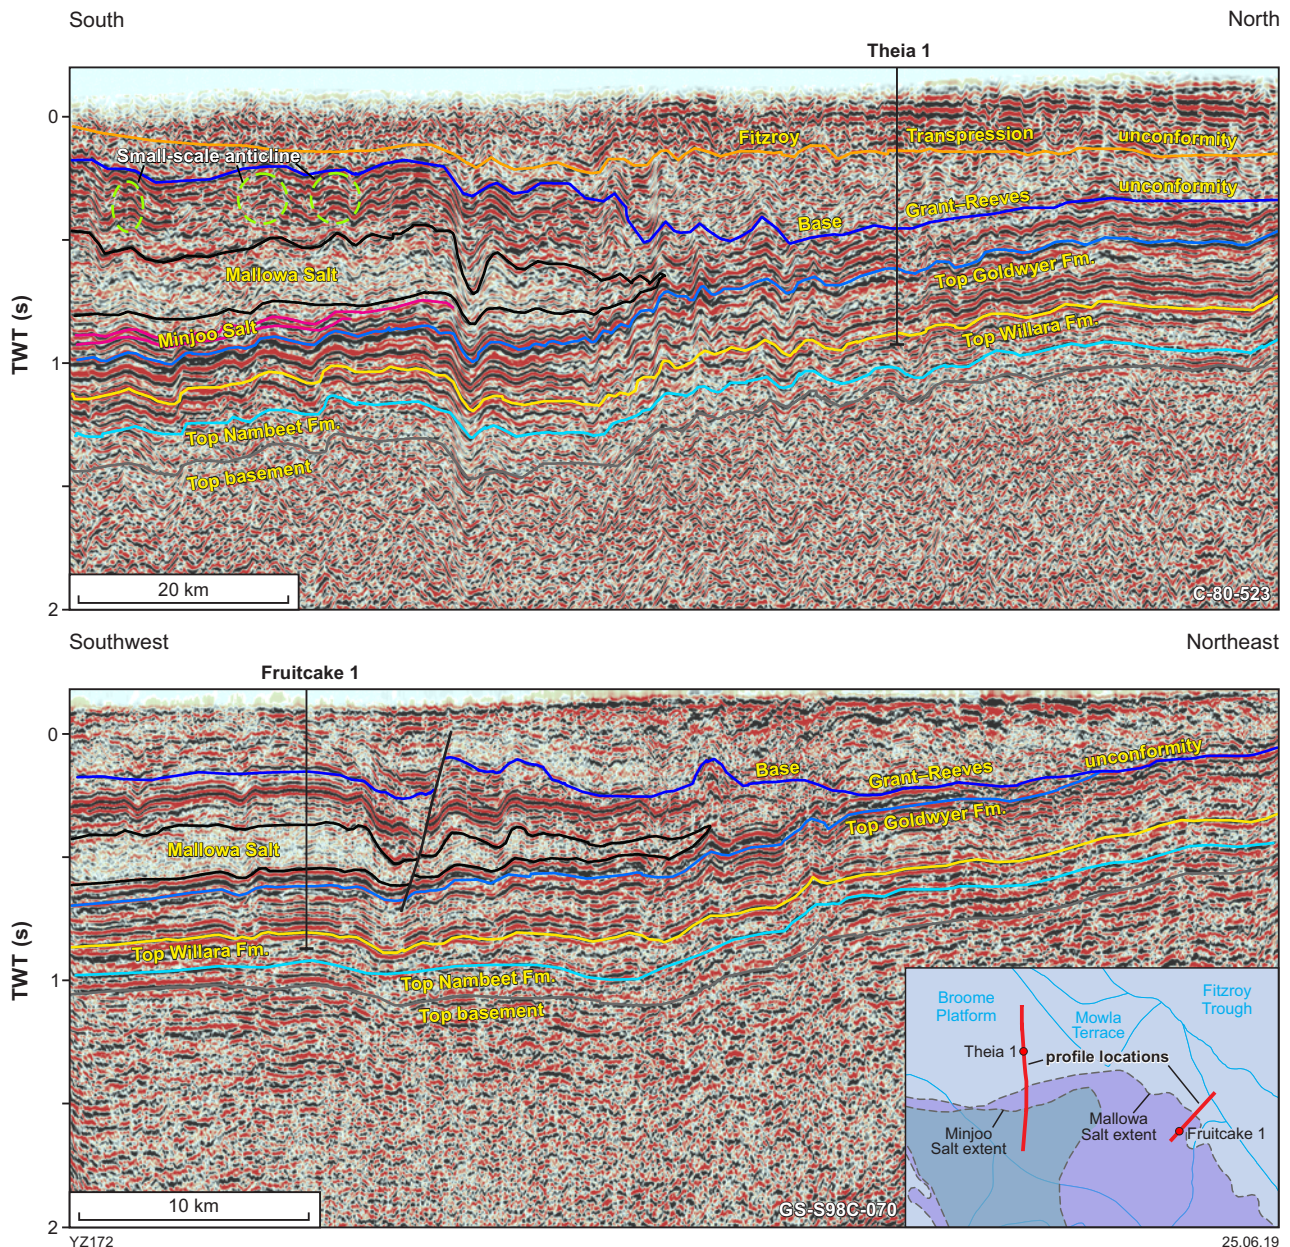 South
North
Theia 1
0
Fitzroy
Transpression
unconformity
Small-scale anticline
unconformity
Grant–Reeves
Base
Mallowa Salt
Top Goldwyer Fm.
TWT (s)
Minjoo Salt
Top Willara Fm.
1
Top Nambeet Fm.
Top basement
20 km
C-80-523
2
Southwest
Northeast
Fruitcake 1
0
unconformity
Base
Grant–Reeves
Top Goldwyer Fm.
Mallowa Salt
TWT (s)
Top Willara Fm.
1
Top Nambeet Fm.
Top basement
Broome
Platform
Fitzroy
Trough
Mowla
Terrace
Theia 1
profile locations
Minjoo
Salt extent
Mallowa
Salt extent
Fruitcake 1
10 km
GS-S98C-070
2
YZ172
25.06.19